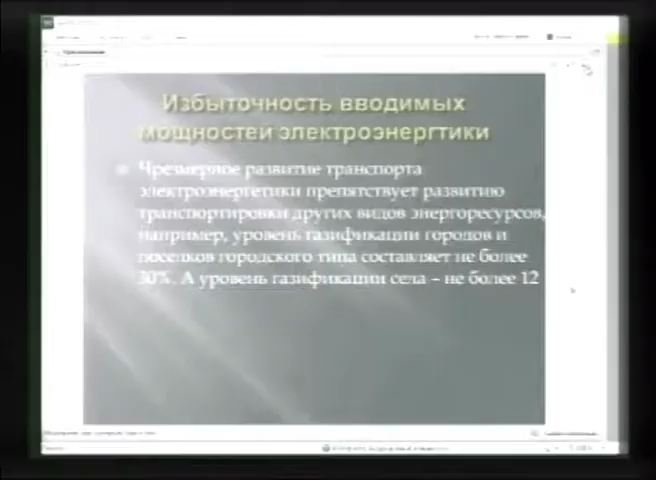 Избыточность вводимых
мощностей электроэнергтики
Чрезмерное развитие транспорта
электроэнергетики препятствует развитию
транспортировки других видов энергоресурсов,
например, уровень газификации городов и
поселков городского типа составляет не более
30%. А уровень газификации села – не более 12